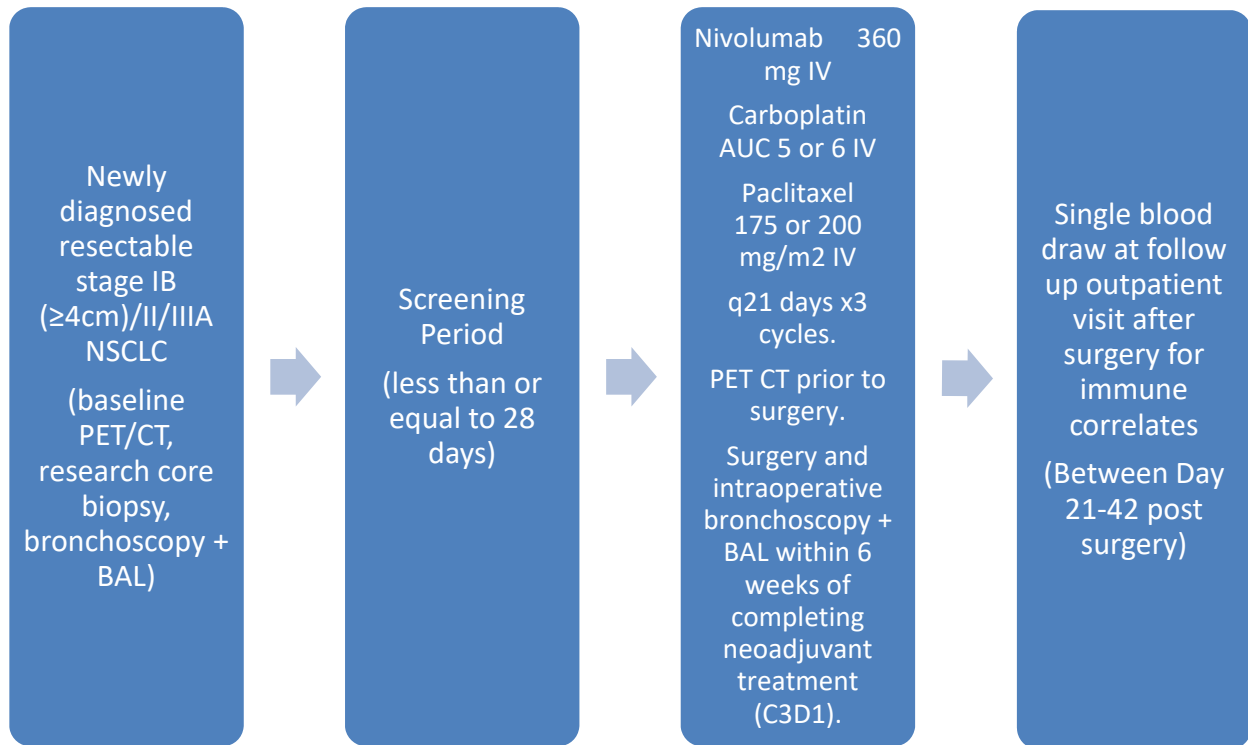 Newly
diagnosed
resectable
stage IB
(≥4cm)/II/IIIA
NSCLC
(baseline
PET/CT,
research core
biopsy,
bronchoscopy +
BAL)
Screening
Period
(less than or
equal to 28
days)
Nivolumab 360
mg IV
Carboplatin
AUC 5 or 6 IV
Paclitaxel
175 or 200
mg/m2 IV
q21 days x3
cycles.
PET CT prior to
surgery.
Surgery and
intraoperative
bronchoscopy +
BAL within 6
weeks of
completing
neoadjuvant
treatment
(C3D1).
Single blood
draw at follow
up outpatient
visit after
surgery for
immune
correlates
(Between Day
21-42 post
surgery)